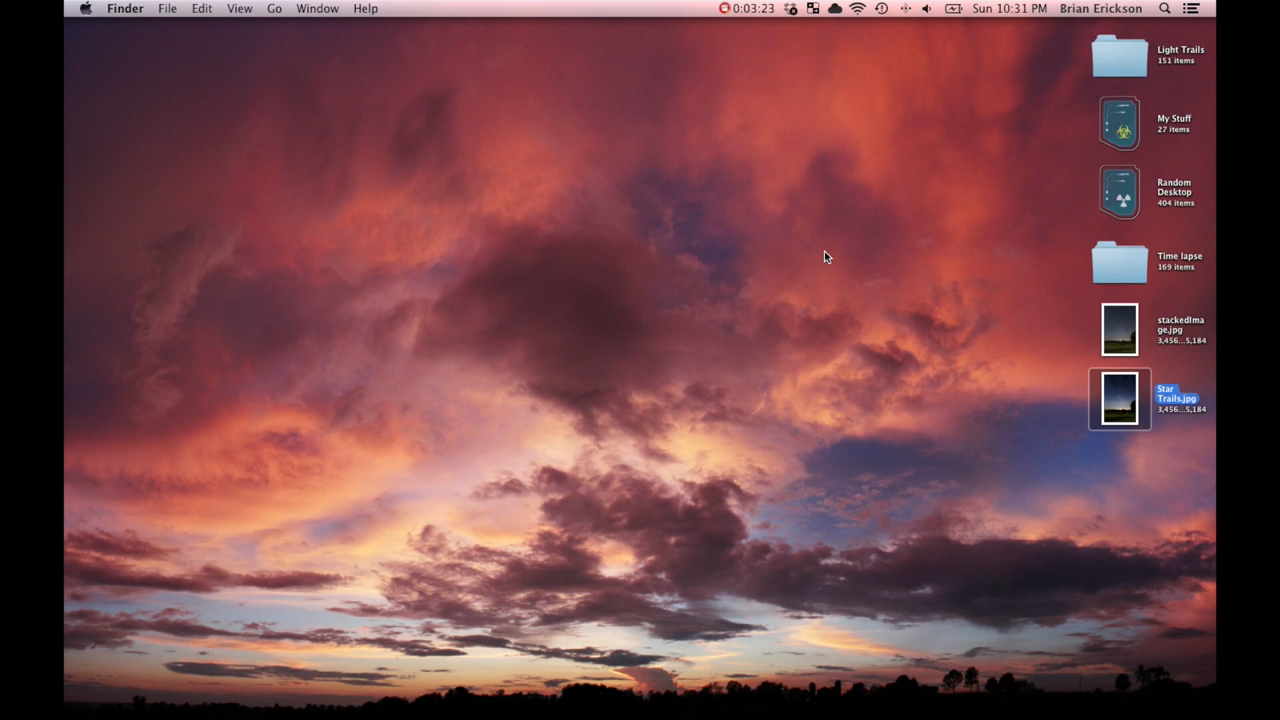 Finder File Edit View Go Window Help 0:03:23 Sun 10:31 PM Brian Erickson
Light Trails
151 items
My Stuff
27 items
Random
Desktop
404 items
Time lapse
169 items
stackedIma
ge.jpg
3,456...5,184
Star
Trails.jpg
3,456...5,184